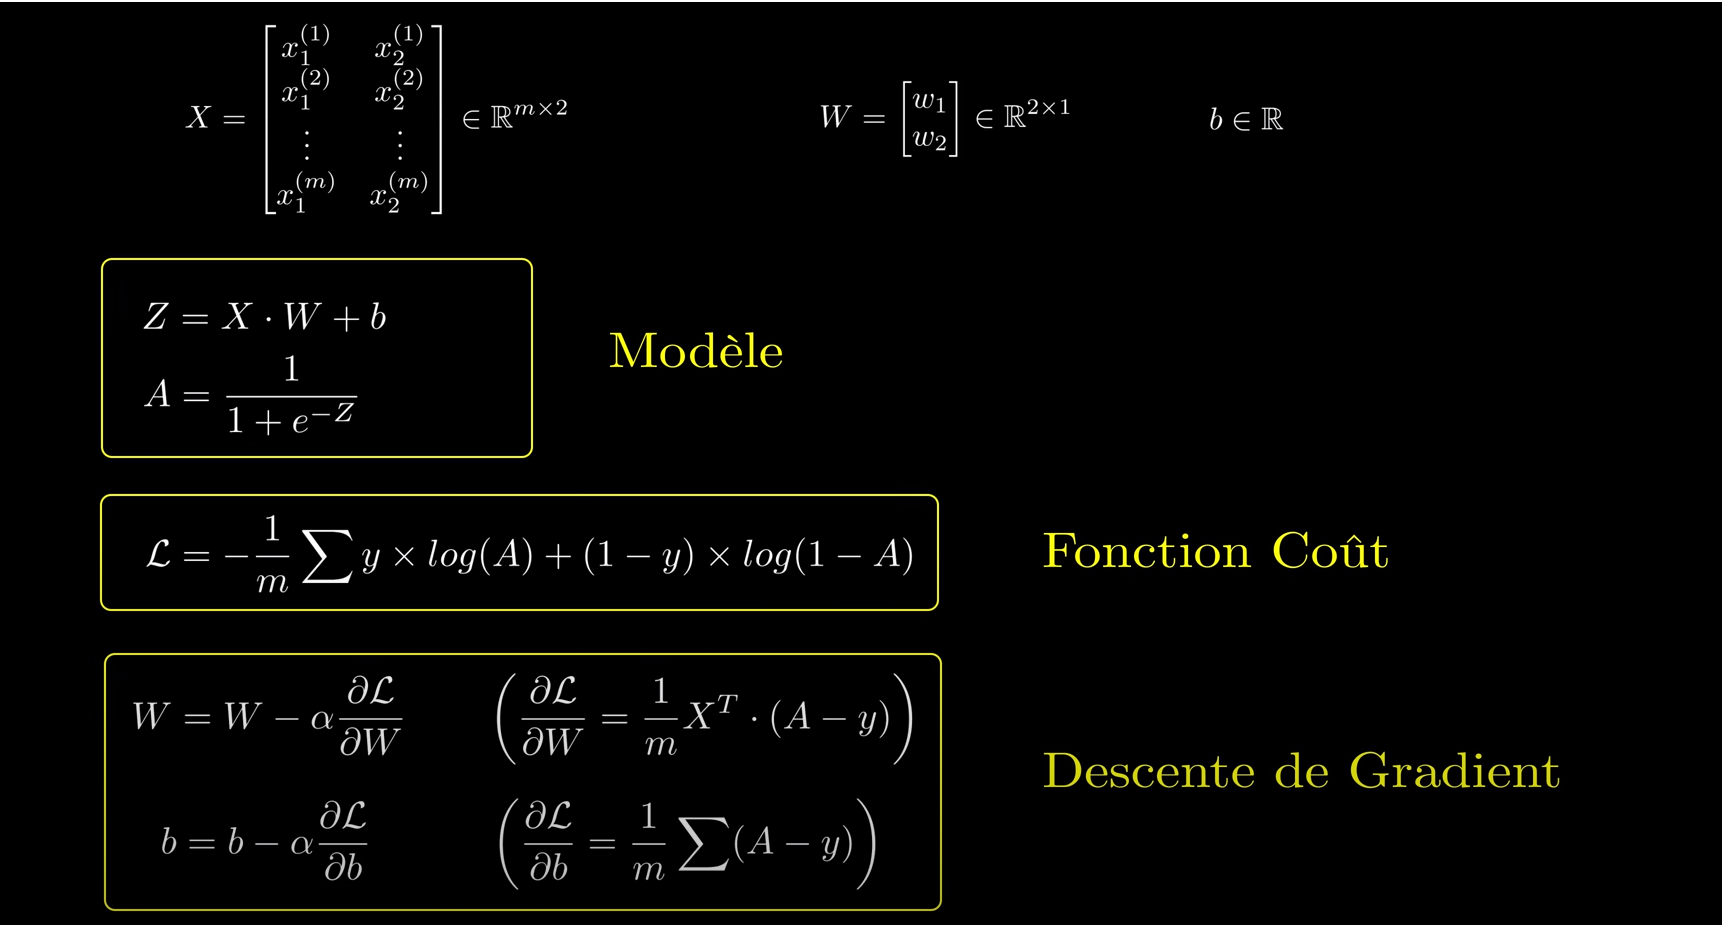 $X = \begin{bmatrix} x_1^{(1)} & x_2^{(1)} \\ x_1^{(2)} & x_2^{(2)} \\ \vdots & \vdots \\ x_1^{(m)} & x_2^{(m)} \end{bmatrix} \in \mathbb{R}^{m \times 2}$ $W = \begin{bmatrix} w_1 \\ w_2 \end{bmatrix} \in \mathbb{R}^{2 \times 1}$ $b \in \mathbb{R}$
$Z = X \cdot W + b$
$A = \frac{1}{1 + e^{-Z}}$
Modèle
$\mathcal{L} = -\frac{1}{m} \sum y \times log(A) + (1 - y) \times log(1 - A)$
Fonction Coût
$W = W - \alpha \frac{\partial \mathcal{L}}{\partial W}$ $\left( \frac{\partial \mathcal{L}}{\partial W} = \frac{1}{m} X^T \cdot (A - y) \right)$
$b = b - \alpha \frac{\partial \mathcal{L}}{\partial b}$ $\left( \frac{\partial \mathcal{L}}{\partial b} = \frac{1}{m} \sum (A - y) \right)$
Descente de Gradient